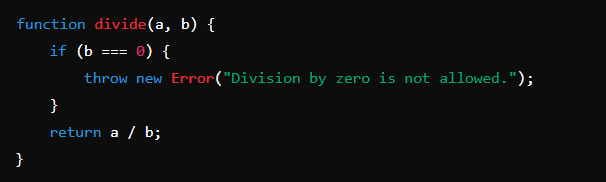 function divide(a, b) {
    if (b === 0) {
        throw new Error("Division by zero is not allowed.");
    }
    return a / b;
}